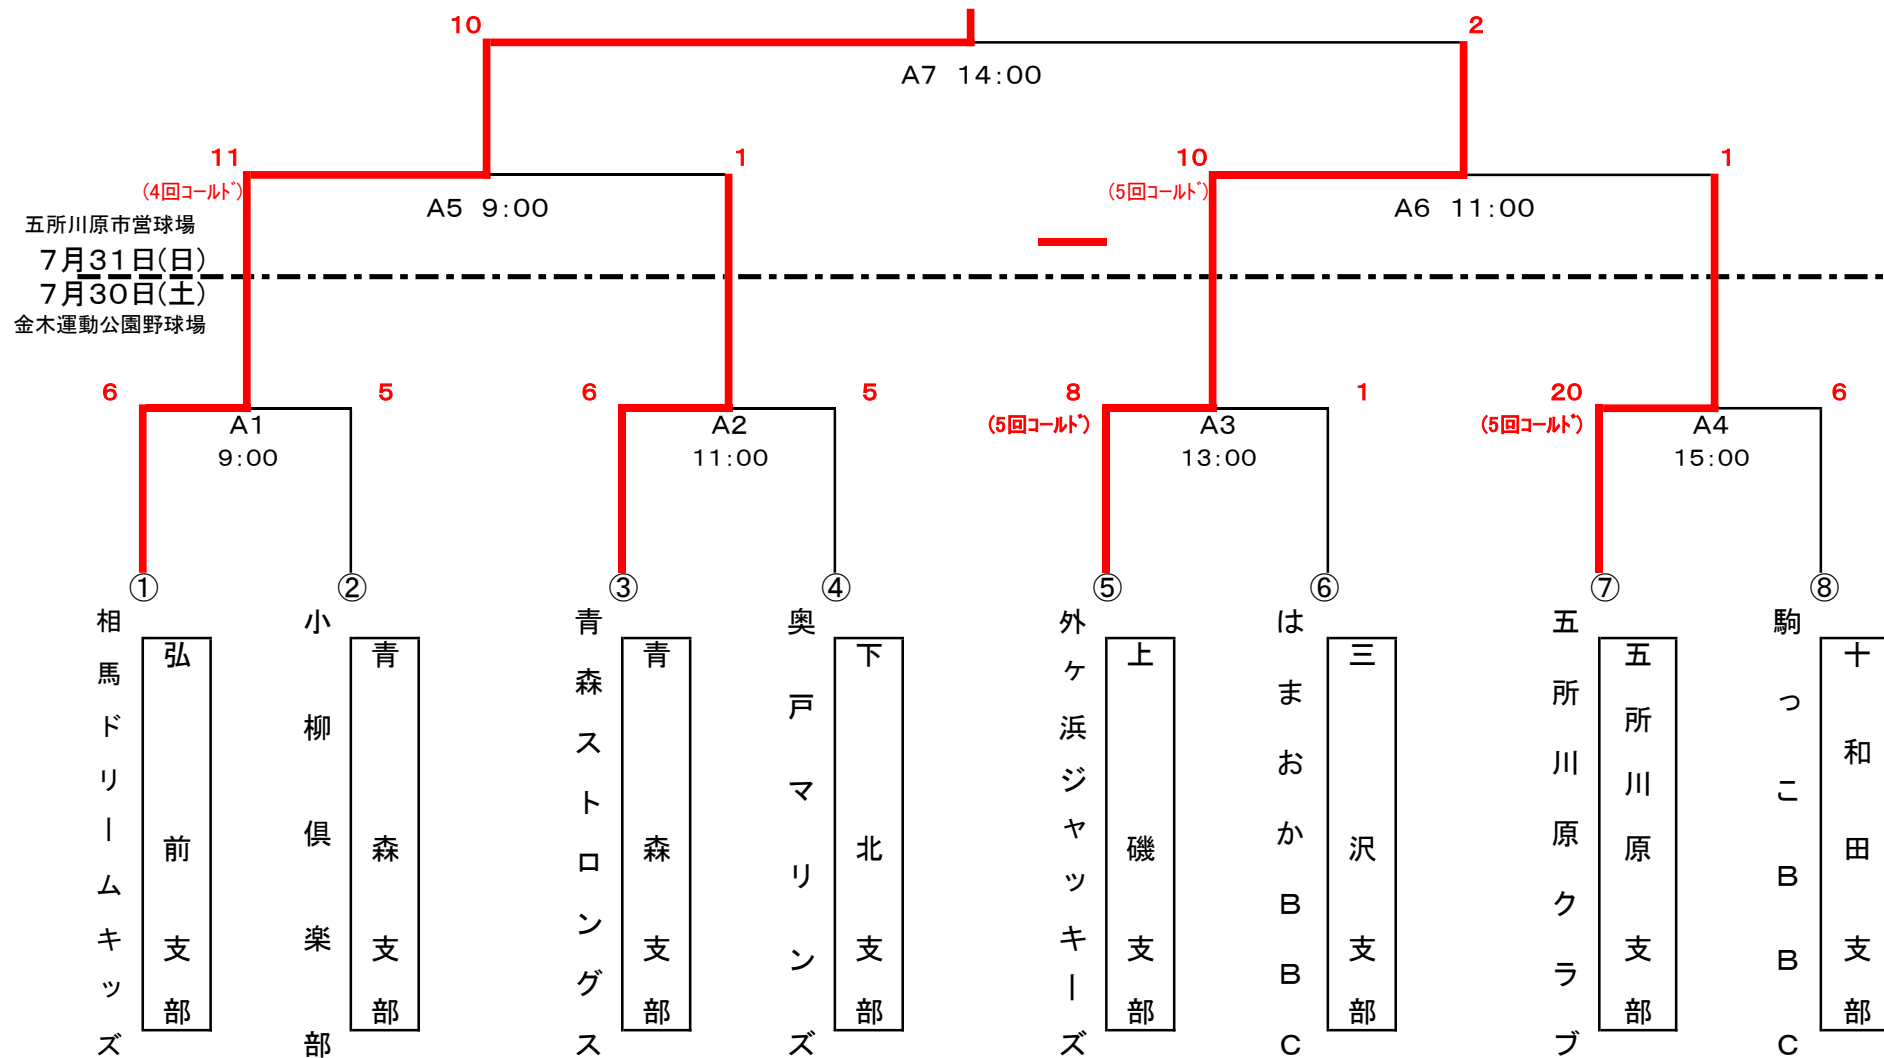 10
2
A7 14:00
11
1
10
1
(4回コールド)
(5回コールド)
A5 9:00
A6 11:00
五所川原市営球場
7月31日(日)
7月30日(土)
金木運動公園野球場
6
5
6
5
8
1
20
6
(5回コールド)
(5回コールド)
A1
A2
A3
A4
9:00
11:00
13:00
15:00
①
②
③
④
⑤
⑥
⑦
⑧
相馬ドリームキッズ
弘前支部
小柳倶楽部
青森支部
青森ストロングス
青森支部
奥戸マリンズ
下北支部
外ヶ浜ジャッキーズ
上磯支部
はまおかBBC
三沢支部
五所川原クラブ
五所川原支部
駒っこBBC
十和田支部